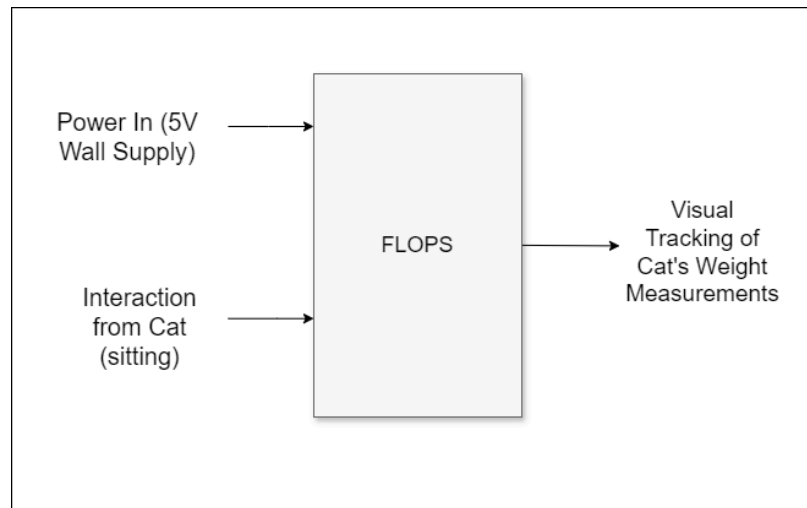 Power In (5V
Wall Supply)
Interaction
from Cat
(sitting)
FLOPS
Visual
Tracking of
Cat's Weight
Measurements